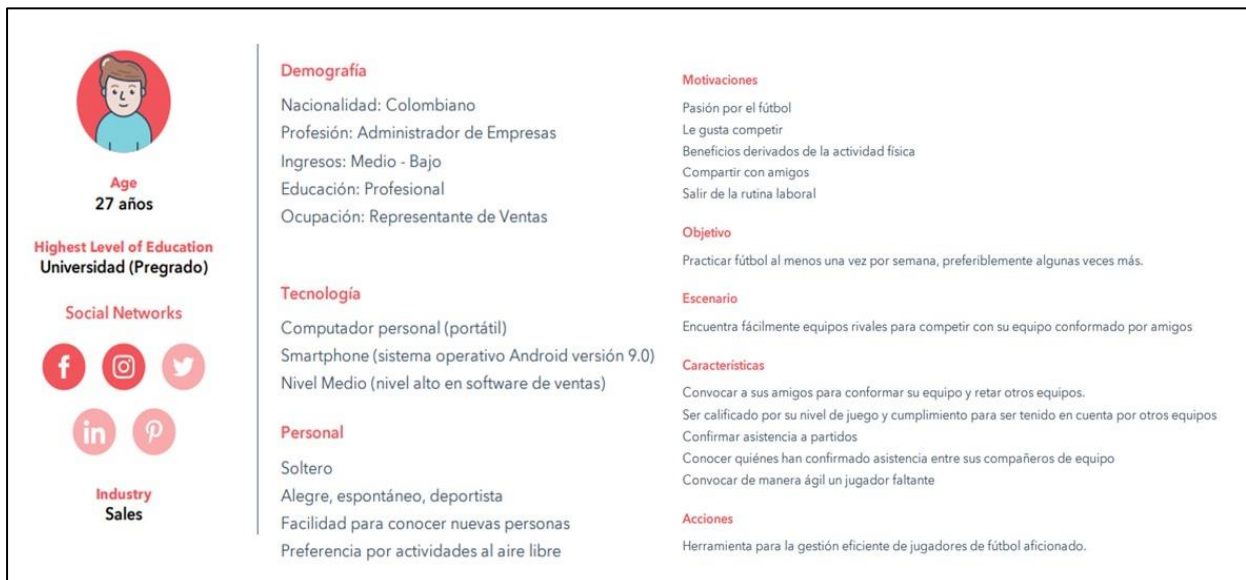 Age
27 años
Highest Level of Education
Universidad (Pregrado)
Social Networks
f
in
Industry
Sales
Demografía
Nacionalidad: Colombiano
Profesión: Administrador de Empresas
Ingresos: Medio - Bajo
Educación: Profesional
Ocupación: Representante de Ventas
Tecnología
Computador personal (portátil)
Smartphone (sistema operativo Android versión 9.0)
Nivel Medio (nivel alto en software de ventas)
Personal
Soltero
Alegre, espontáneo, deportista
Facilidad para conocer nuevas personas
Preferencia por actividades al aire libre
Motivaciones
Pasión por el fútbol
Le gusta competir
Beneficios derivados de la actividad física
Compartir con amigos
Salir de la rutina laboral
Objetivo
Practicar fútbol al menos una vez por semana, preferiblemente algunas veces más.
Escenario
Encuentra fácilmente equipos rivales para competir con su equipo conformado por amigos
Características
Convocar a sus amigos para conformar su equipo y retar otros equipos.
Ser calificado por su nivel de juego y cumplimiento para ser tenido en cuenta por otros equipos
Confirmar asistencia a partidos
Conocer quiénes han confirmado asistencia entre sus compañeros de equipo
Convocar de manera ágil un jugador faltante
Acciones
Herramienta para la gestión eficiente de jugadores de fútbol aficionado.